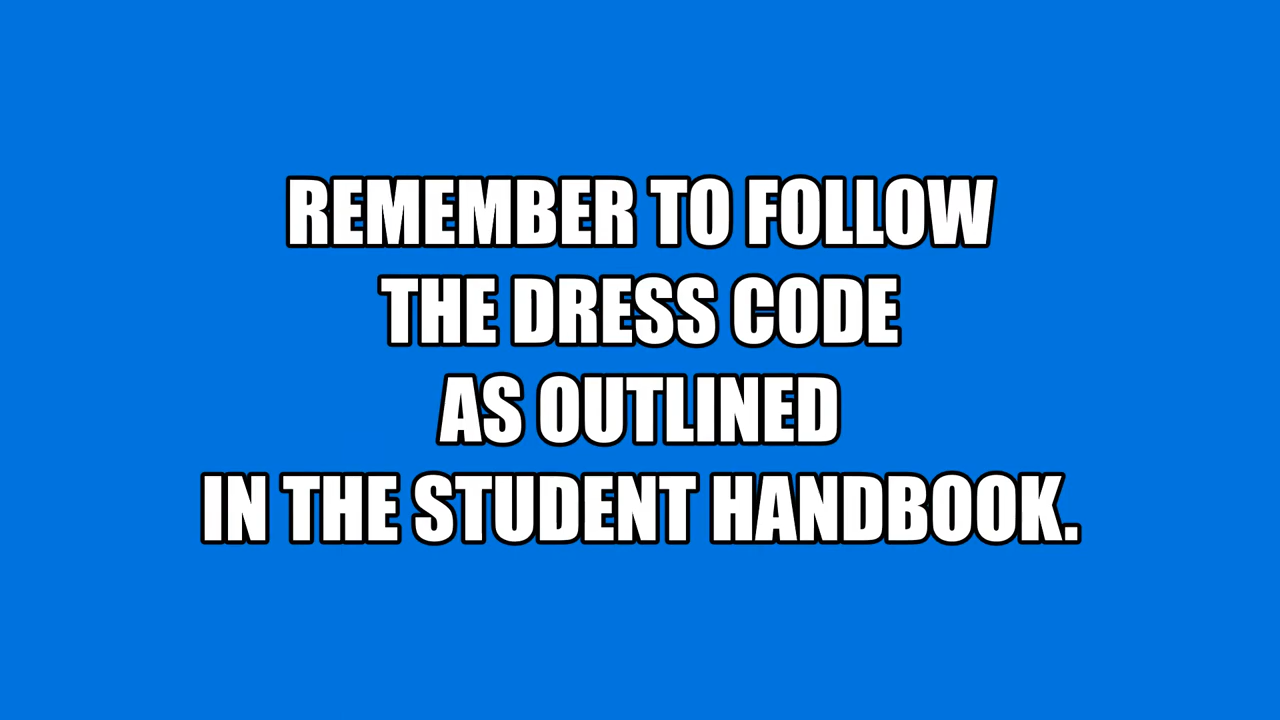 REMEMBER TO FOLLOW
THE DRESS CODE
AS OUTLINED
IN THE STUDENT HANDBOOK.